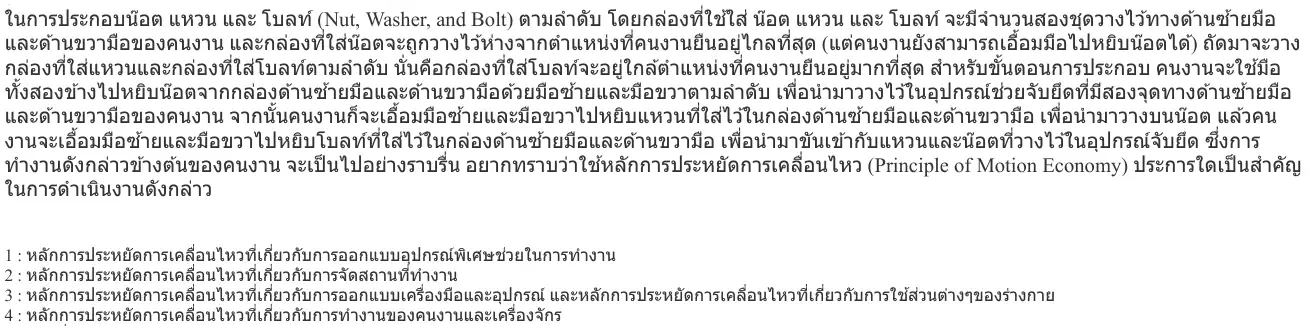 ในการประกอบน๊อต แหวน และ โบลท์ (Nut, Washer, and Bolt) ตามลำดับ โดยกล่องที่ใช้ใส่ น๊อต แหวน และ โบลท์ จะมีจำนวนสองชุดวางไว้ทางด้านซ้ายมือ
และด้านขวามือของคนงาน และกล่องที่ใส่น๊อตจะถูกวางไว้ห่างจากตำแหน่งที่คนงานยืนอยู่ไกลที่สุด (แต่คนงานยังสามารถเอื้อมมือไปหยิบน๊อตได้) ถัดมาจะวาง
กล่องที่ใส่แหวนและกล่องที่ใส่โบลท์ตามลำดับ นั่นคือกล่องที่ใส่โบลท์จะอยู่ใกล้ตำแหน่งที่คนงานยืนอยู่มากที่สุด สำหรับขั้นตอนการประกอบ คนงานจะใช้มือ
ทั้งสองข้างไปหยิบน๊อตจากกล่องด้านซ้ายมือและด้านขวามือด้วยมือซ้ายและมือขวาตามลำดับ เพื่อนำมาวางไว้ในอุปกรณ์ช่วยจับยึดที่มีสองจุดทางด้านซ้ายมือ
และด้านขวามือของคนงาน จากนั้นคนงานก็จะเอื้อมมือซ้ายและมือขวาไปหยิบแหวนที่ใส่ไว้ในกล่องด้านซ้ายมือและด้านขวามือ เพื่อนำมาวางบนน๊อต แล้วคน
งานจะเอื้อมมือซ้ายและมือขวาไปหยิบโบลท์ที่ใส่ไว้ในกล่องด้านซ้ายมือและด้านขวามือ เพื่อนำมาขันเข้ากับแหวนและน๊อตที่วางไว้ในอุปกรณ์จับยึด ซึ่งการ
ทำงานดังกล่าวข้างต้นของคนงาน จะเป็นไปอย่างราบรื่น อยากทราบว่าใช้หลักการประหยัดการเคลื่อนไหว (Principle of Motion Economy) ประการใดเป็นสำคัญ
ในการดำเนินงานดังกล่าว
1 : หลักการประหยัดการเคลื่อนไหวที่เกี่ยวกับการออกแบบอุปกรณ์พิเศษช่วยในการทำงาน
2 : หลักการประหยัดการเคลื่อนไหวที่เกี่ยวกับการจัดสถานที่ทำงาน
3 : หลักการประหยัดการเคลื่อนไหวที่เกี่ยวกับการออกแบบเครื่องมือและอุปกรณ์ และหลักการประหยัดการเคลื่อนไหวที่เกี่ยวกับการใช้ส่วนต่างๆของร่างกาย
4 : หลักการประหยัดการเคลื่อนไหวที่เกี่ยวกับการทำงานของคนงานและเครื่องจักร